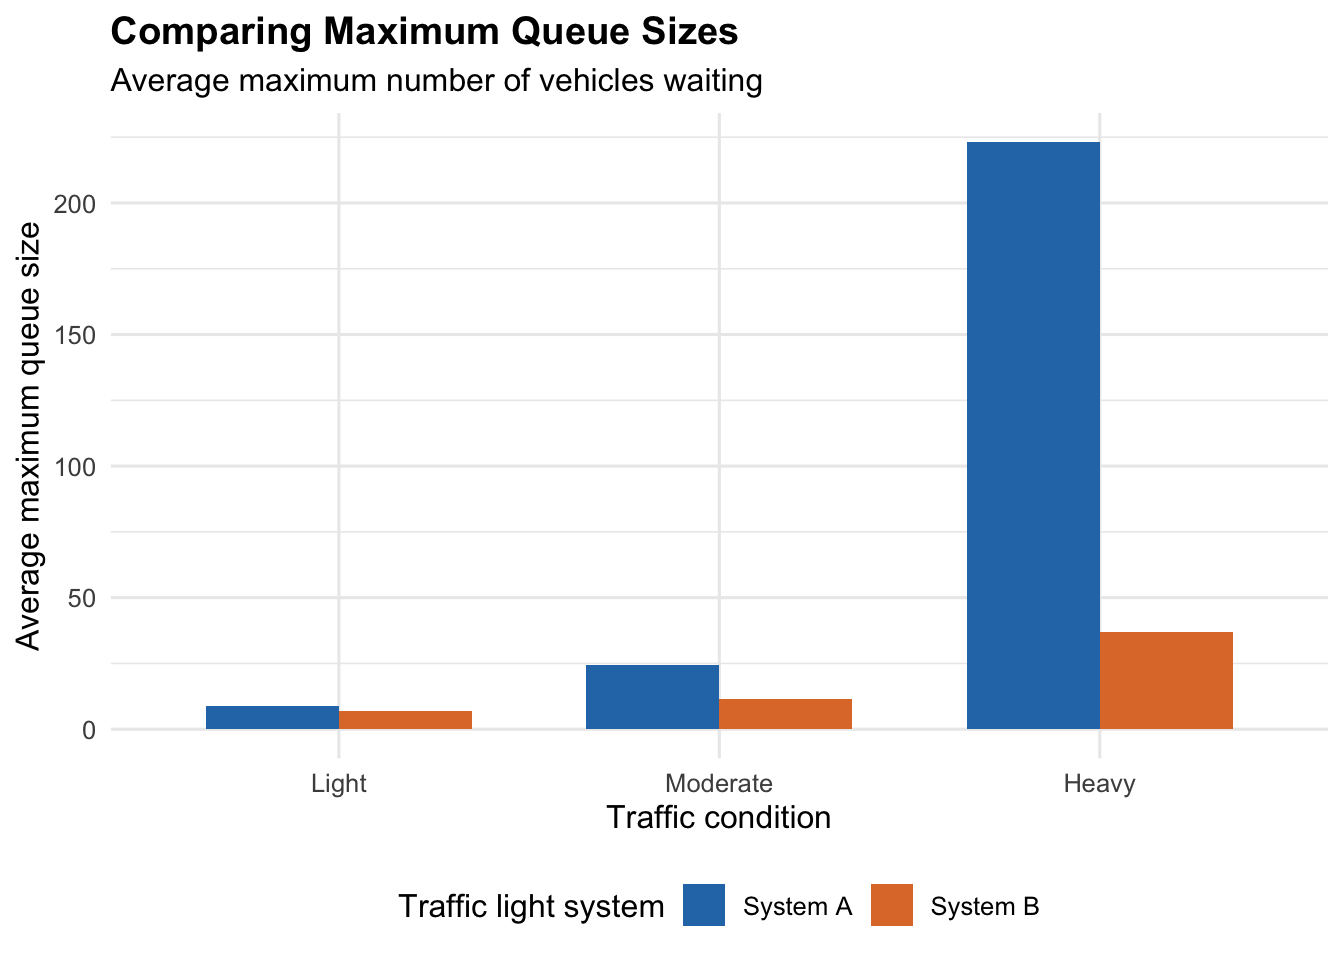 Comparing Maximum Queue Sizes
Average maximum number of vehicles waiting
Average maximum queue size
200
150
100
50
0
Light Moderate Heavy
Traffic condition
Traffic light system System A System B